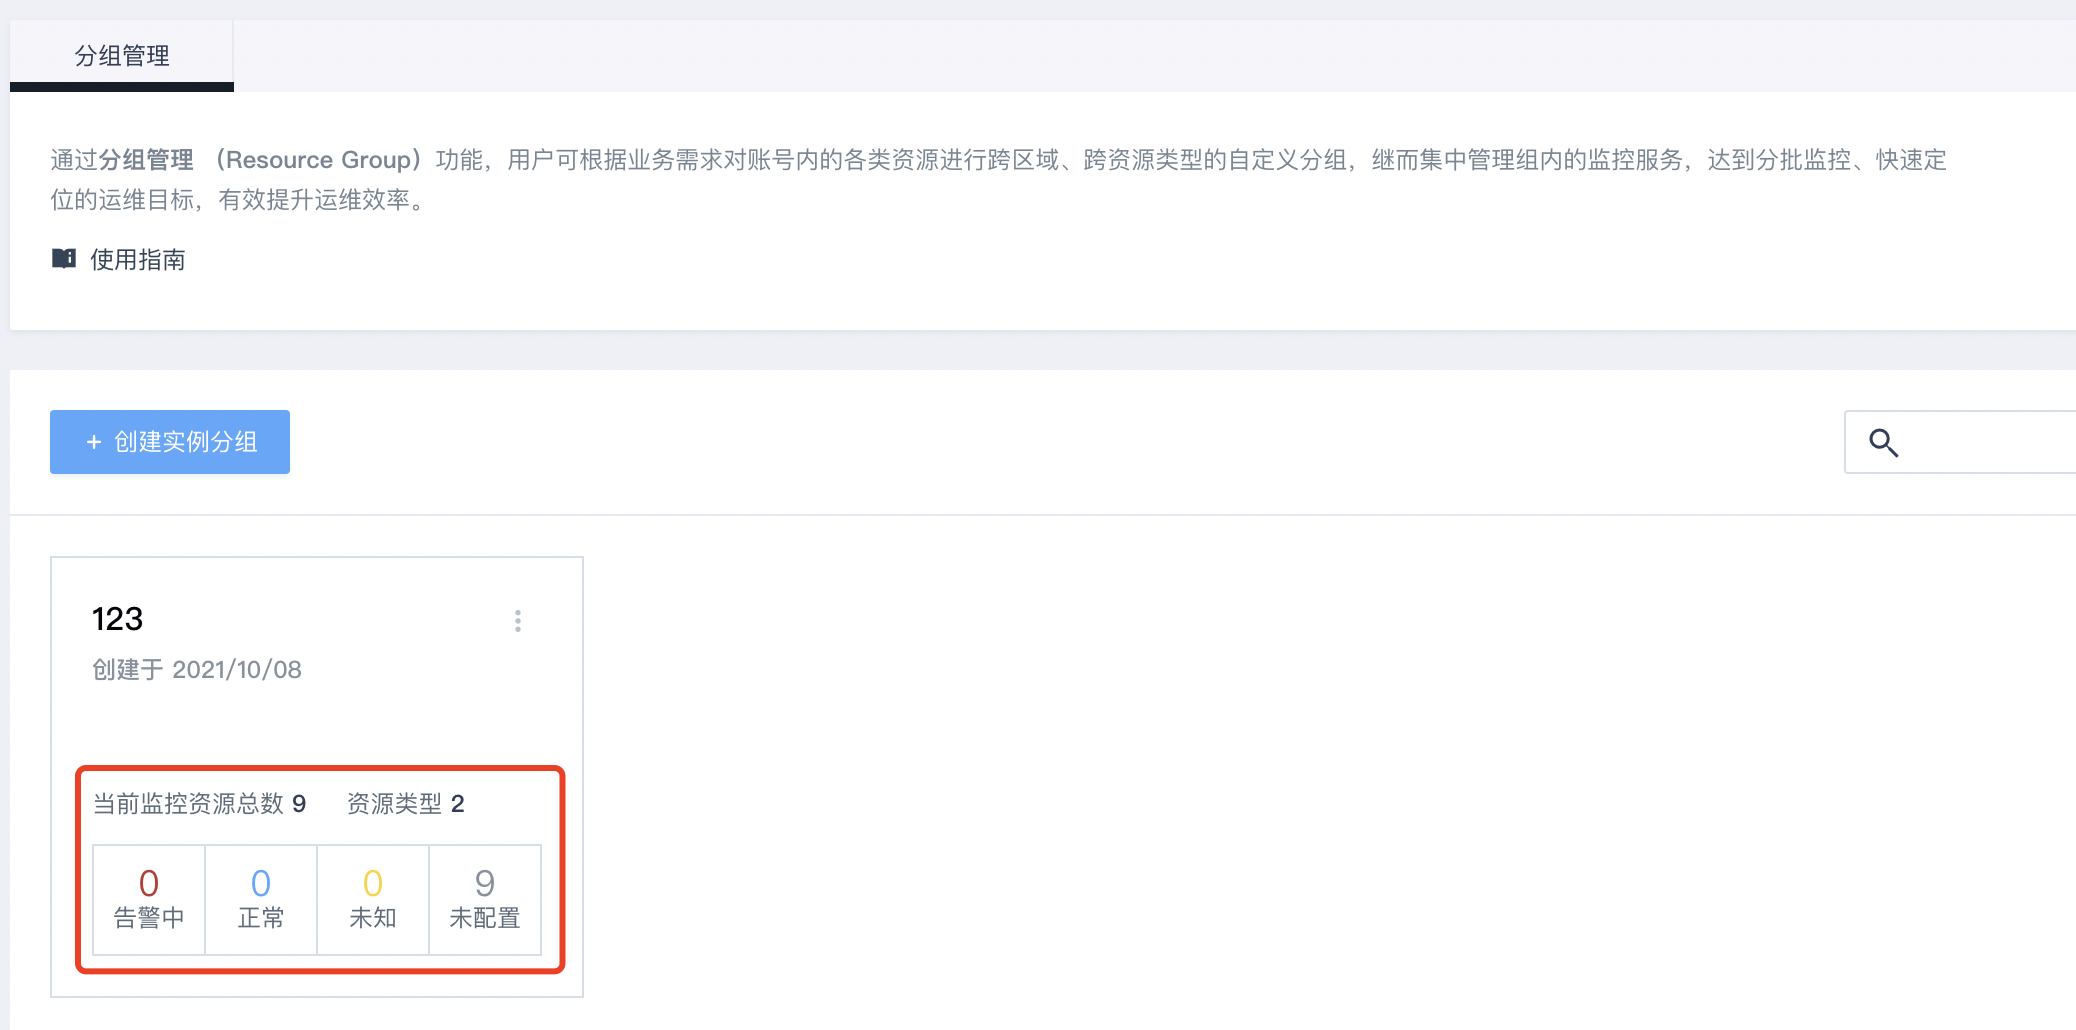 分组管理
通过分组管理 （Resource Group）功能，用户可根据业务需求对账号内的各类资源进行跨区域、跨资源类型的自定义分组，继而集中管理组内的监控服务，达到分批监控、快速定
位的运维目标，有效提升运维效率。
使用指南
+ 创建实例分组
123
创建于 2021/10/08
当前监控资源总数 9 资源类型 2
0 0 0 9
告警中 正常 未知 未配置